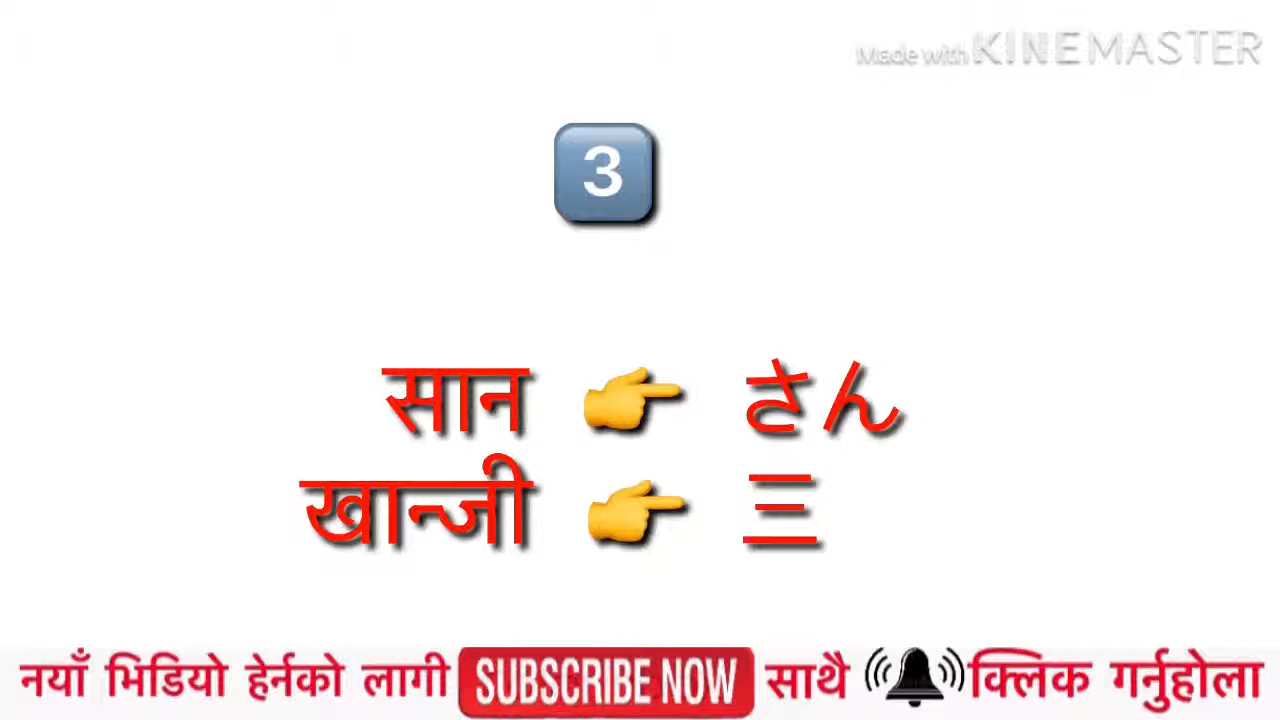 Made with KINEMASTER
3
सान 👉 さん
खान्जी 👉 三
नयाँ भिडियो हेर्नको लागी SUBSCRIBE NOW साथै क्लिक गर्नुहोला